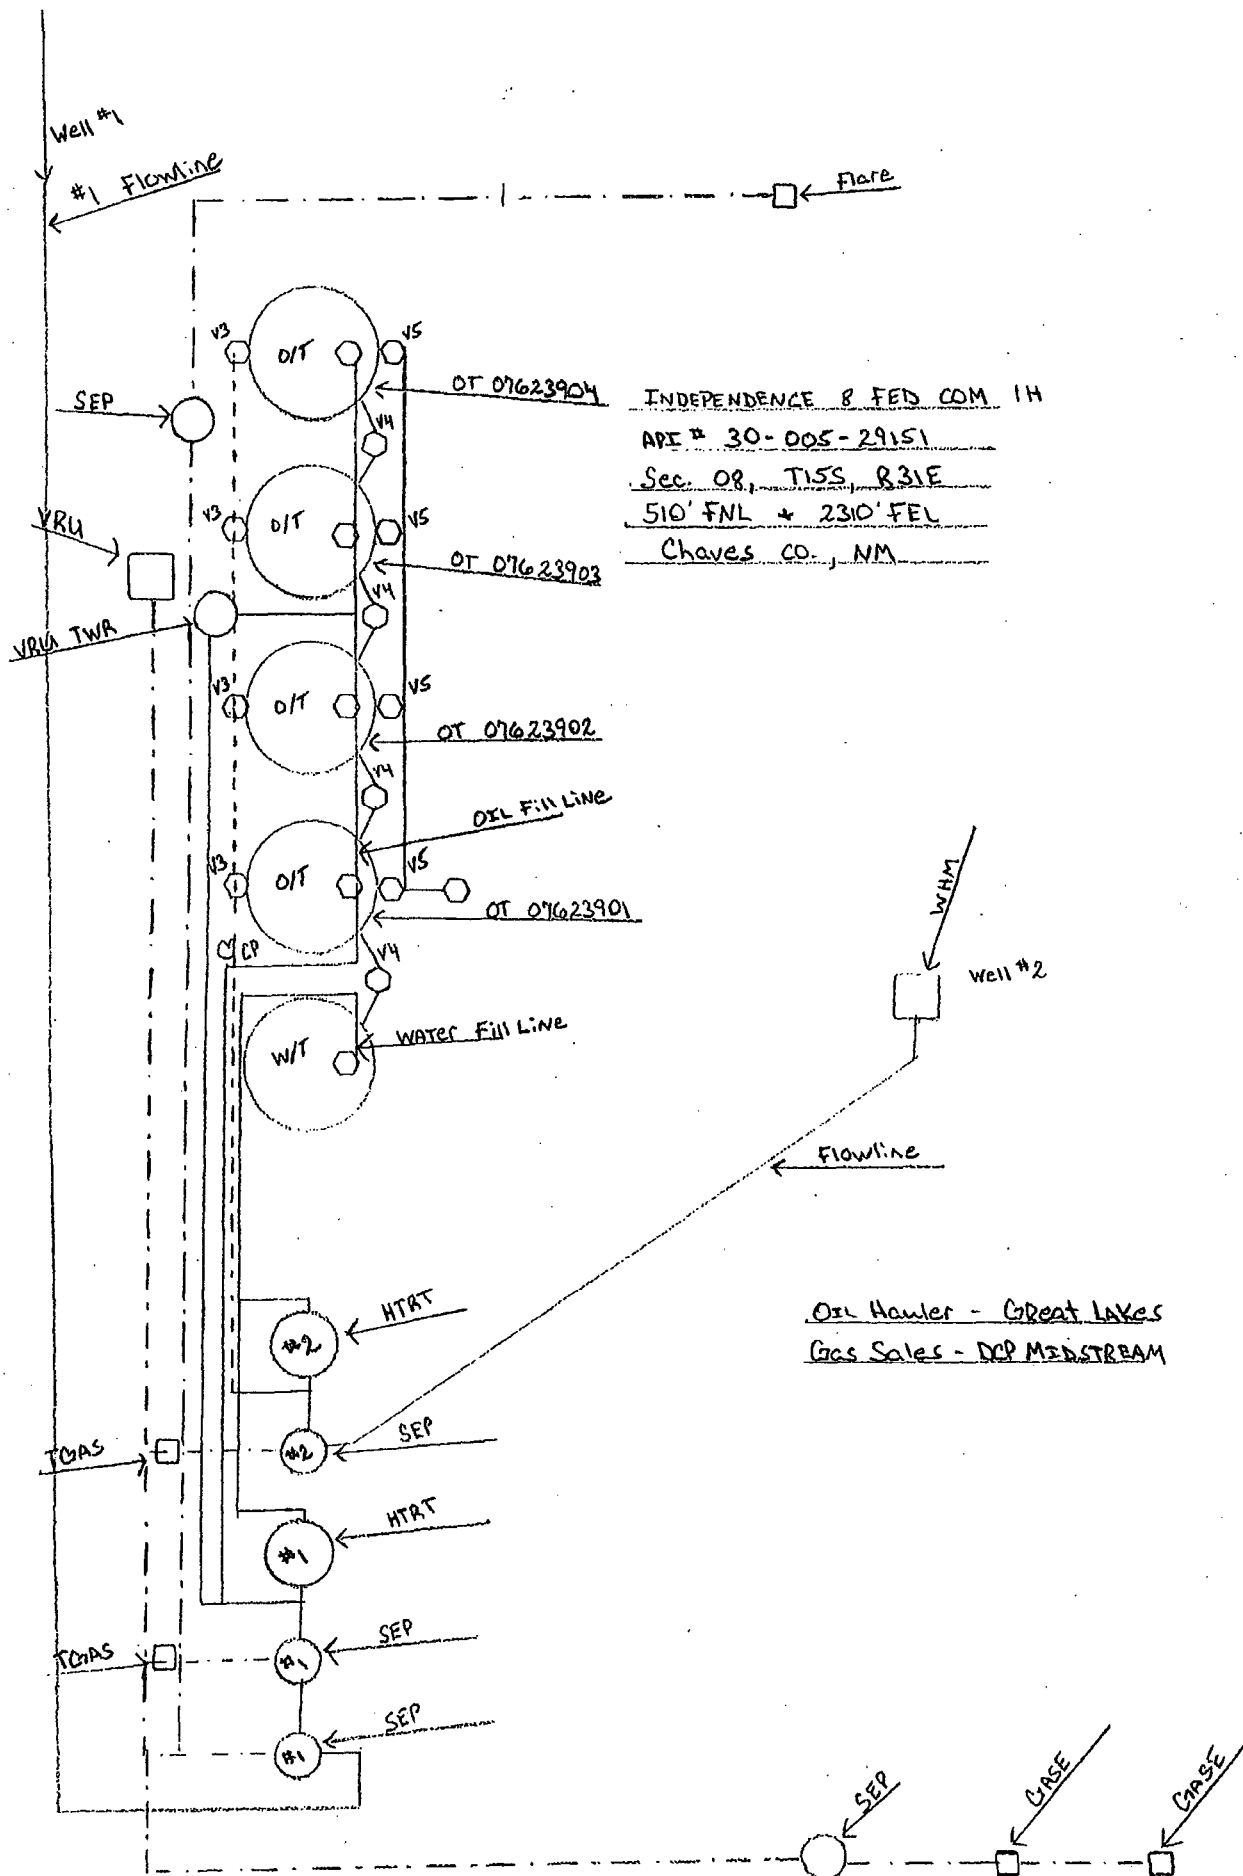 Well #1
#1 Flowline
Flare
V3
O/T
V5
OT 07623904
INDEPENDENCE 8 FED COM 1H
SEP
V4
API # 30-005-29151
Sec. 08, T15S, R31E
V3
O/T
V5
510' FNL + 2310' FEL
VRU
OT 07623903
Chaves CO., NM
V4
VRU TWR
V3
O/T
V5
OT 07623902
V4
OIL Fill LiNe
V3
O/T
V5
OT 07623901
WHM
CP
V4
Well #2
W/T
WATer Fill LiNe
Flowline
HTRT
#2
OIL Hauler - GReat LAKes
Gas Sales - DCP MIDSTREAM
TGAS
#2
SEP
HTRT
#1
TGAS
#1
SEP
SEP
#1
SEP
GASE
GASE